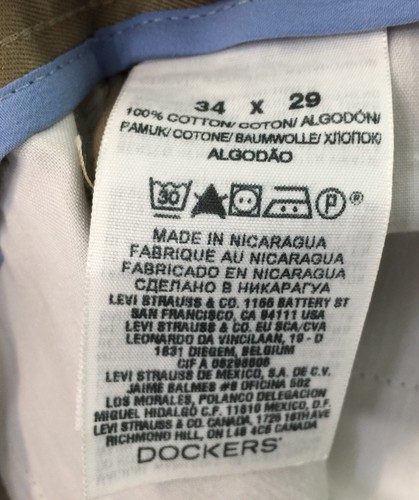 34 X 29
100% COTTON/COTON/ALGODÓN/
PAMUK/COTONE/BAUMWOLLE/ХЛОПОК/
ALGODÃO
30 P ®
MADE IN NICARAGUA
FABRIQUÉ AU NICARAGUA
FABRICADO EN NICARAGUA
СДЕЛАНО В НИКАРАГУА
LEVI STRAUSS & CO. 1155 BATTERY ST
SAN FRANCISCO, CA 94111 USA
LEVI STRAUSS & CO. EU SCA/CVA
LEONARDO DA VINCILAAN, 19 - D
1831 DIEGEM, BELGIUM
CIF A 08298606
LEVI STRAUSS DE MEXICO, S.A. DE C.V.
JAIME BALMES #8 OFICINA 502
LOS MORALES, POLANCO DELEGACION
MIGUEL HIDALGO C.P. 11510 MEXICO, D.F.
LEVI STRAUSS & CO. CANADA, 1725 16TH AVE
RICHMOND HILL, ON L4B 4C6 CANADA
DOCKERS®